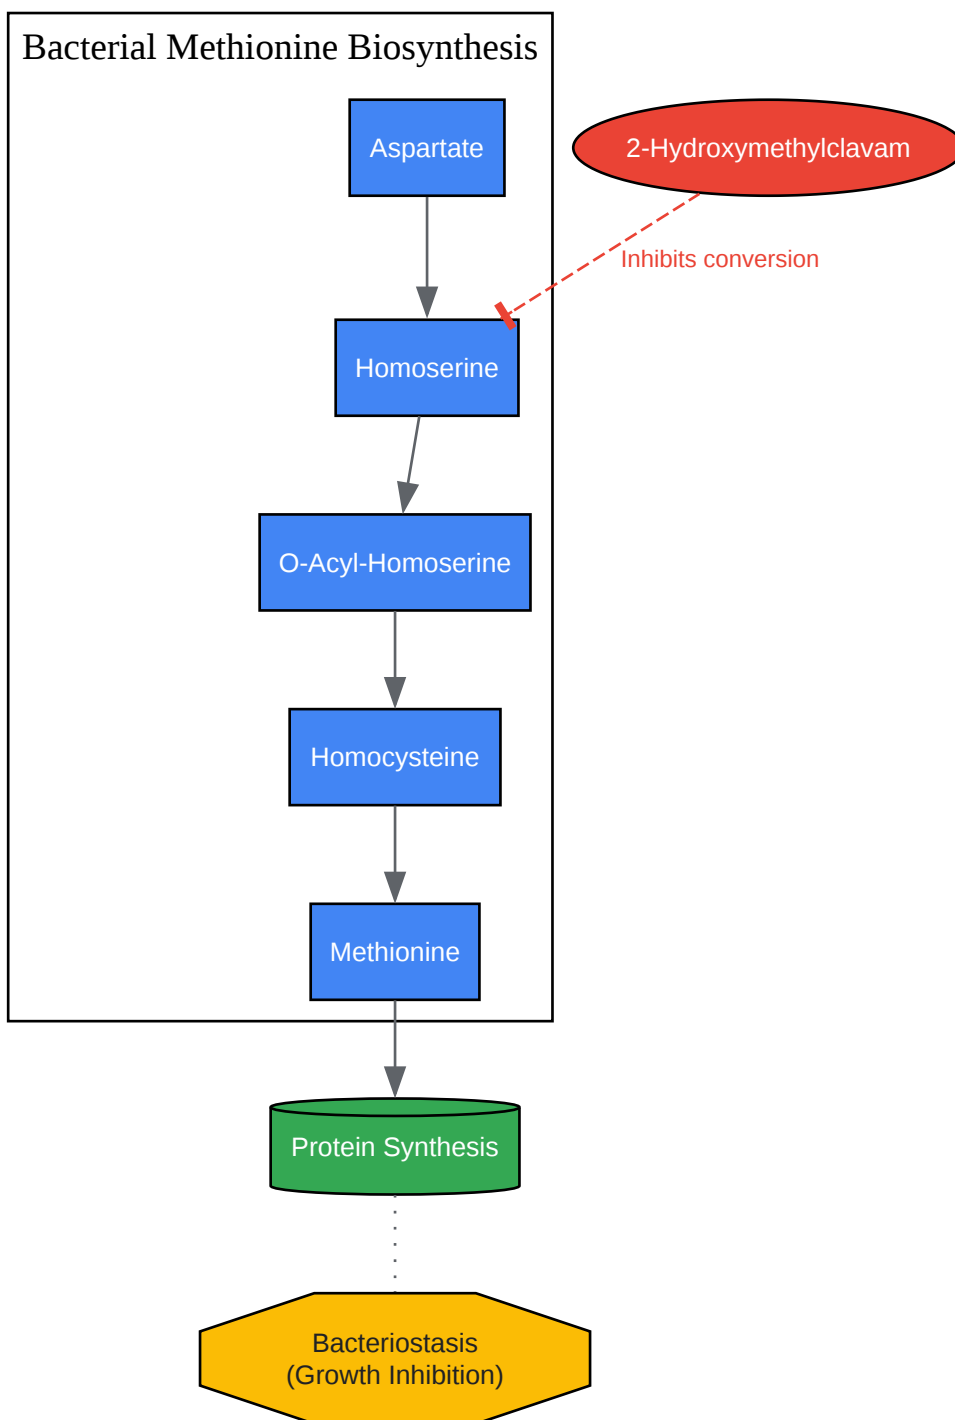 Bacterial Methionine Biosynthesis
Aspartate
2-Hydroxymethylclavam
Inhibits conversion
Homoserine
O-Acyl-Homoserine
Homocysteine
Methionine
Protein Synthesis
Bacteriostasis
(Growth Inhibition)